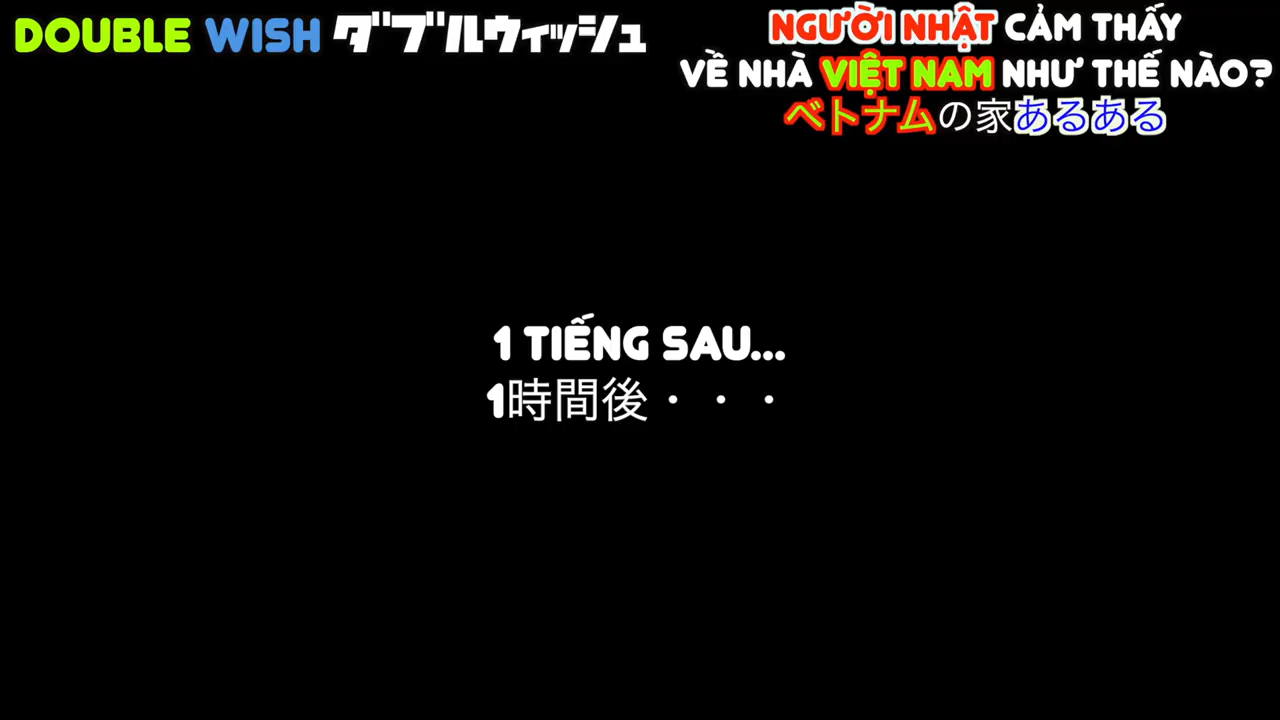 DOUBLE WISH ダブルウィッシュ
NGƯỜI NHẬT CẢM THẤY
VỀ NHÀ VIỆT NAM NHƯ THẾ NÀO?
ベトナムの家あるある
1 TIẾNG SAU...
1時間後・・・